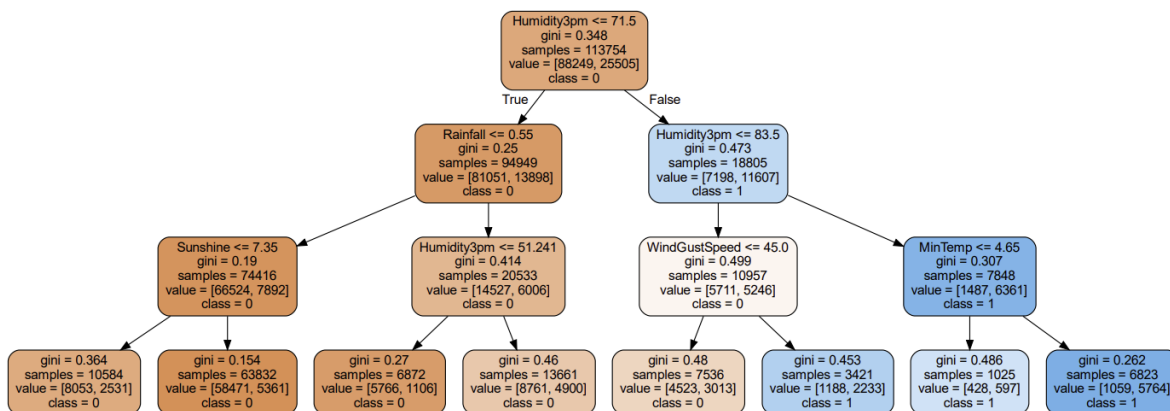 Humidity3pm <= 71.5
gini = 0.348
samples = 113754
value = [88249, 25505]
class = 0
True
False
Rainfall <= 0.55
gini = 0.25
samples = 94949
value = [81051, 13898]
class = 0
Humidity3pm <= 83.5
gini = 0.473
samples = 18805
value = [7198, 11607]
class = 1
Sunshine <= 7.35
gini = 0.19
samples = 74416
value = [66524, 7892]
class = 0
Humidity3pm <= 51.241
gini = 0.414
samples = 20533
value = [14527, 6006]
class = 0
WindGustSpeed <= 45.0
gini = 0.499
samples = 10957
value = [5711, 5246]
class = 0
MinTemp <= 4.65
gini = 0.307
samples = 7848
value = [1487, 6361]
class = 1
gini = 0.364
samples = 10584
value = [8053, 2531]
class = 0
gini = 0.154
samples = 63832
value = [58471, 5361]
class = 0
gini = 0.27
samples = 6872
value = [5766, 1106]
class = 0
gini = 0.46
samples = 13661
value = [8761, 4900]
class = 0
gini = 0.48
samples = 7536
value = [4523, 3013]
class = 0
gini = 0.453
samples = 3421
value = [1188, 2233]
class = 1
gini = 0.486
samples = 1025
value = [428, 597]
class = 1
gini = 0.262
samples = 6823
value = [1059, 5764]
class = 1